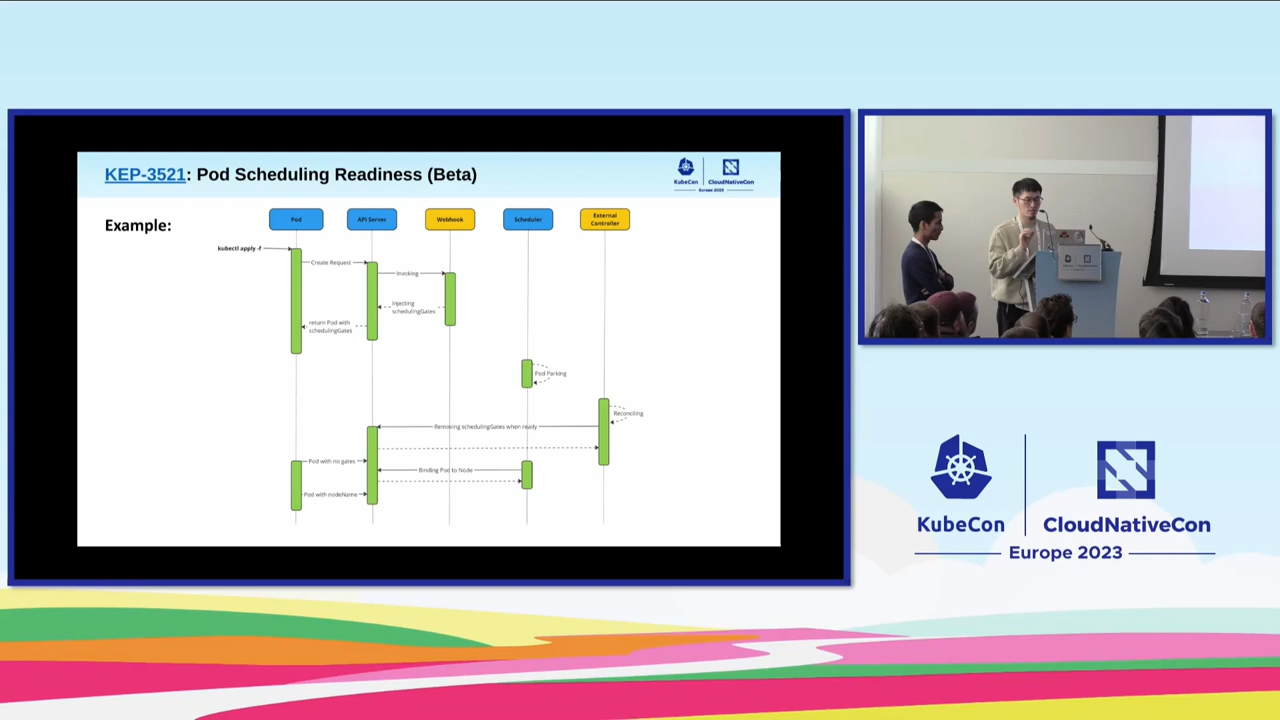 KEP-3521: Pod Scheduling Readiness (Beta)
KubeCon
CloudNativeCon
Europe 2023
Example:
Pod
API Server
Webhook
Scheduler
External
Controller
kubectl apply -f
Create Request
Invoking
Injecting
schedulingGates
return Pod with
schedulingGates
Pod Parking
Reconciling
Removing schedulingGates when ready
Pod with no gates
Binding Pod to Node
Pod with nodeName
KubeCon
CloudNativeCon
Europe 2023